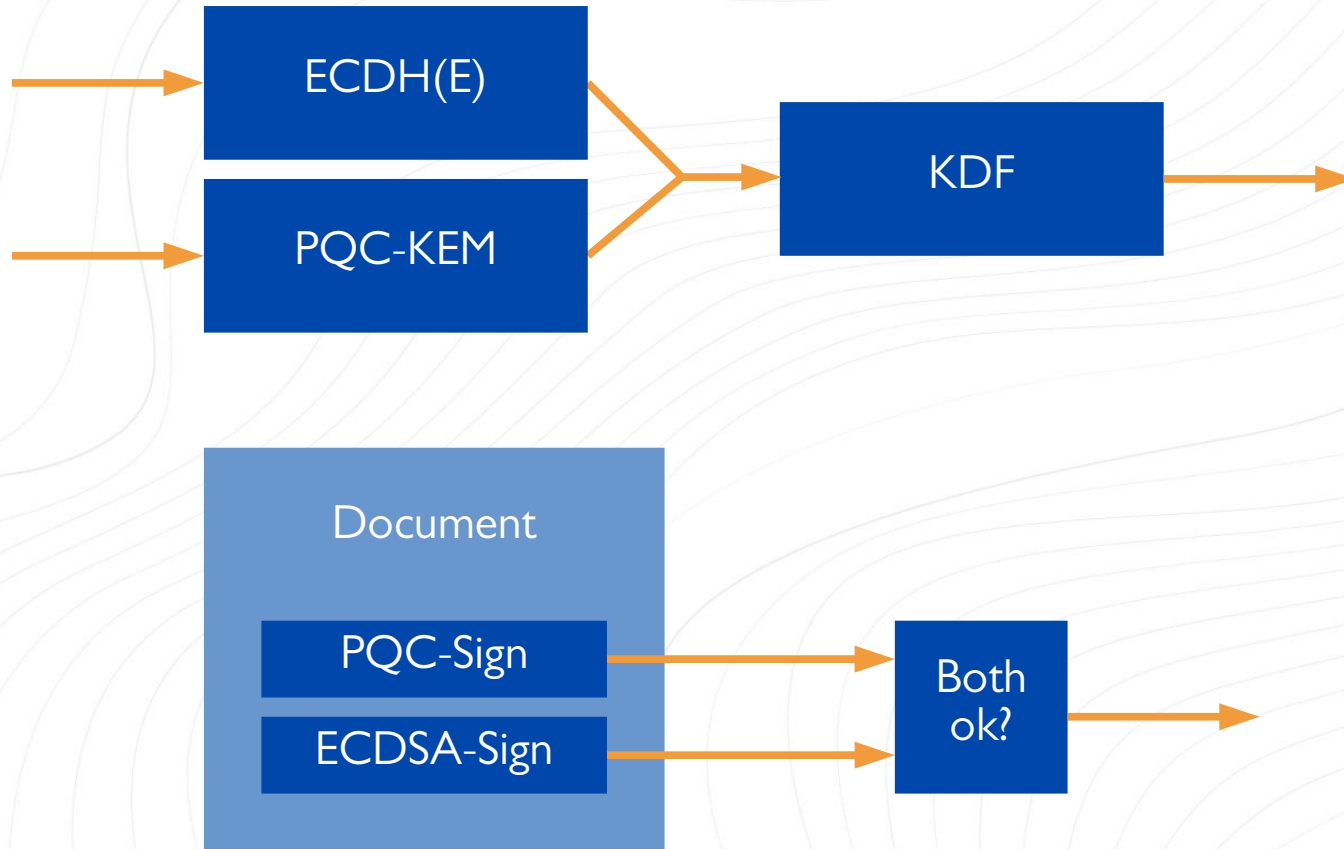 ECDH(E)
PQC-KEM
KDF
Document
PQC-Sign
ECDSA-Sign
Both
ok?